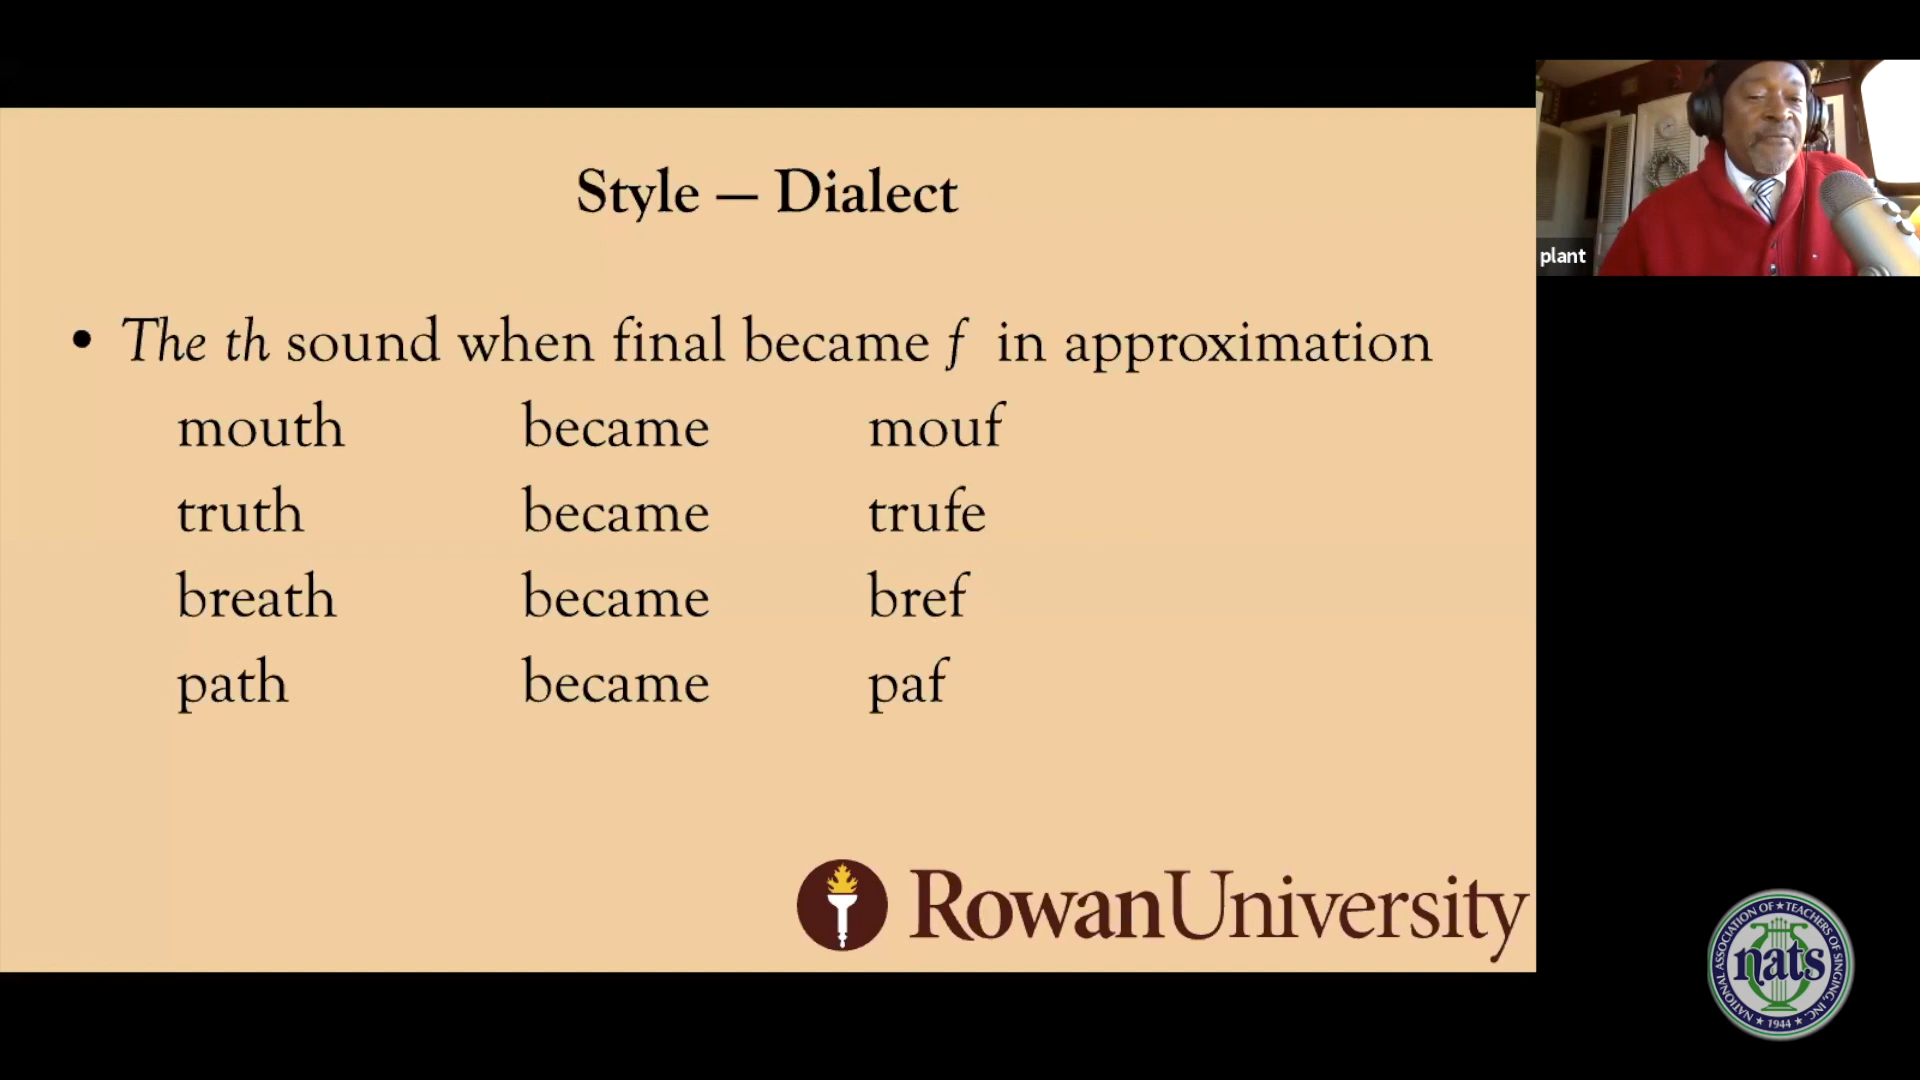 Style — Dialect
• The th sound when final became f in approximation
mouth became mouf
truth became trufe
breath became bref
path became paf
RowanUniversity
plant
NATIONAL ASSOCIATION OF ★ TEACHERS OF SINGING, INC.
nats
★ 1944 ★